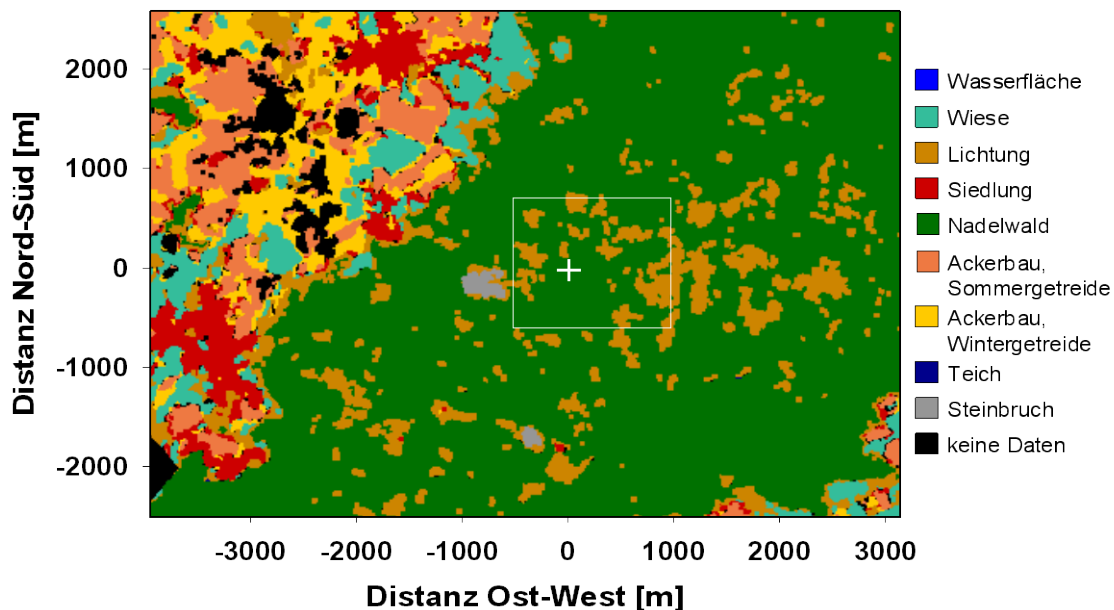 Distanz Nord-Süd [m]
2000
1000
0
-1000
-2000
-3000 -2000 -1000 0 1000 2000 3000
Distanz Ost-West [m]
Wasserfläche
Wiese
Lichtung
Siedlung
Nadelwald
Ackerbau,
Sommergetreide
Ackerbau,
Wintergetreide
Teich
Steinbruch
keine Daten